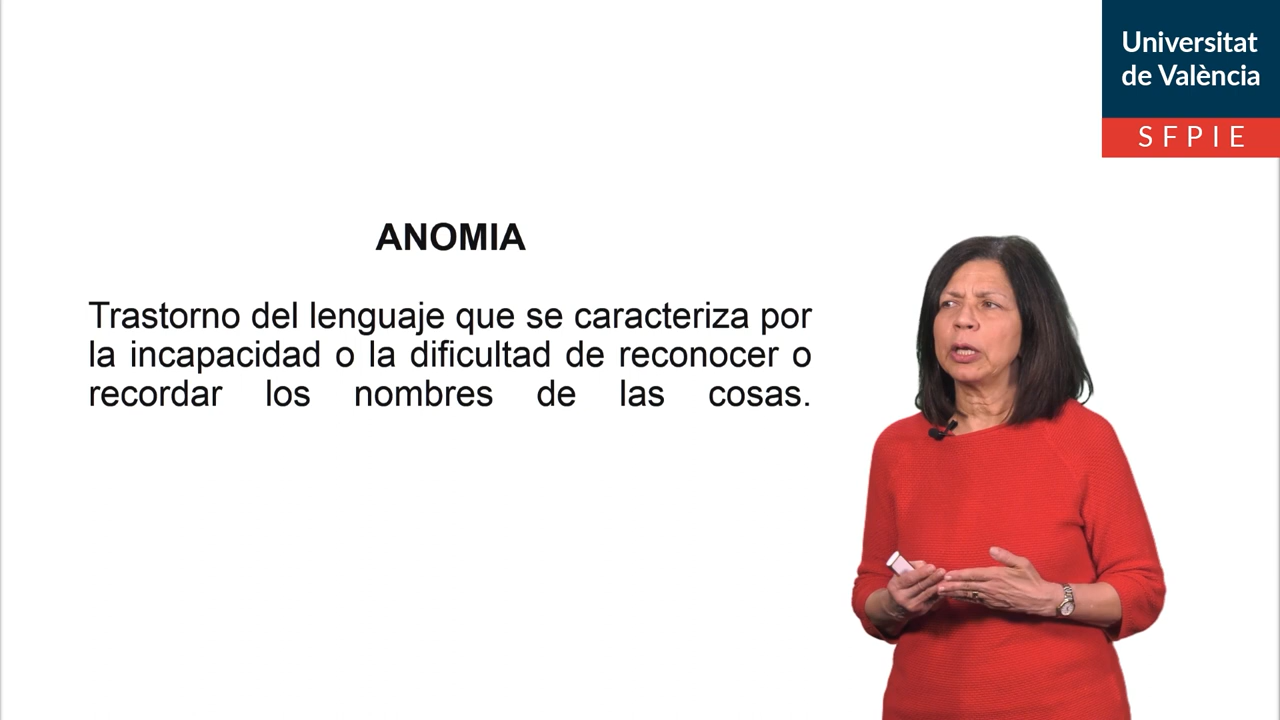 Universitat
de València
SFPIE
ANOMIA
Trastorno del lenguaje que se caracteriza por
la incapacidad o la dificultad de reconocer o
recordar los nombres de las cosas.